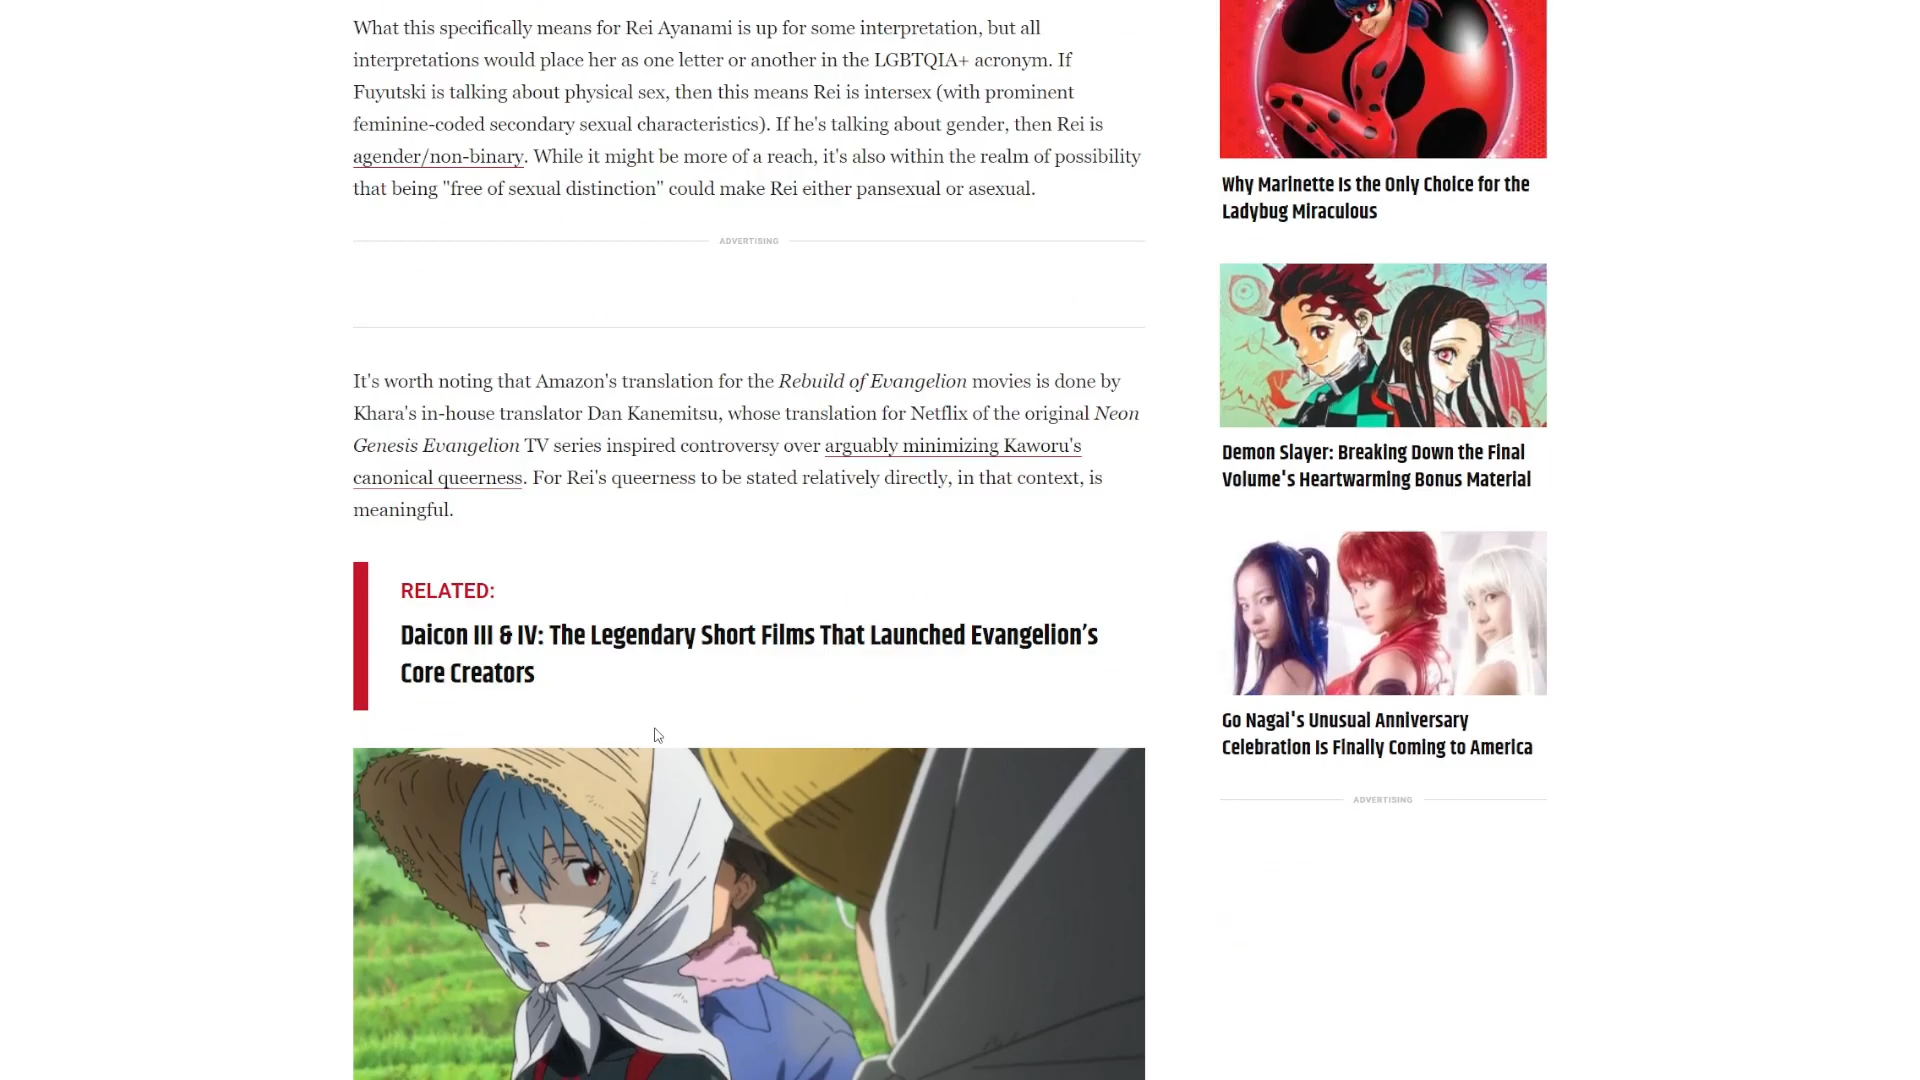 What this specifically means for Rei Ayanami is up for some interpretation, but all
interpretations would place her as one letter or another in the LGBTQIA+ acronym. If
Fuyutski is talking about physical sex, then this means Rei is intersex (with prominent
feminine-coded secondary sexual characteristics). If he's talking about gender, then Rei is
agender/non-binary. While it might be more of a reach, it's also within the realm of possibility
that being "free of sexual distinction" could make Rei either pansexual or asexual.
ADVERTISING
It's worth noting that Amazon's translation for the Rebuild of Evangelion movies is done by
Khara's in-house translator Dan Kanemitsu, whose translation for Netflix of the original Neon
Genesis Evangelion TV series inspired controversy over arguably minimizing Kaworu's
canonical queerness. For Rei's queerness to be stated relatively directly, in that context, is
meaningful.
RELATED:
Daicon III & IV: The Legendary Short Films That Launched Evangelion’s
Core Creators
Why Marinette Is the Only Choice for the
Ladybug Miraculous
Demon Slayer: Breaking Down the Final
Volume's Heartwarming Bonus Material
Go Nagai's Unusual Anniversary
Celebration Is Finally Coming to America
ADVERTISING